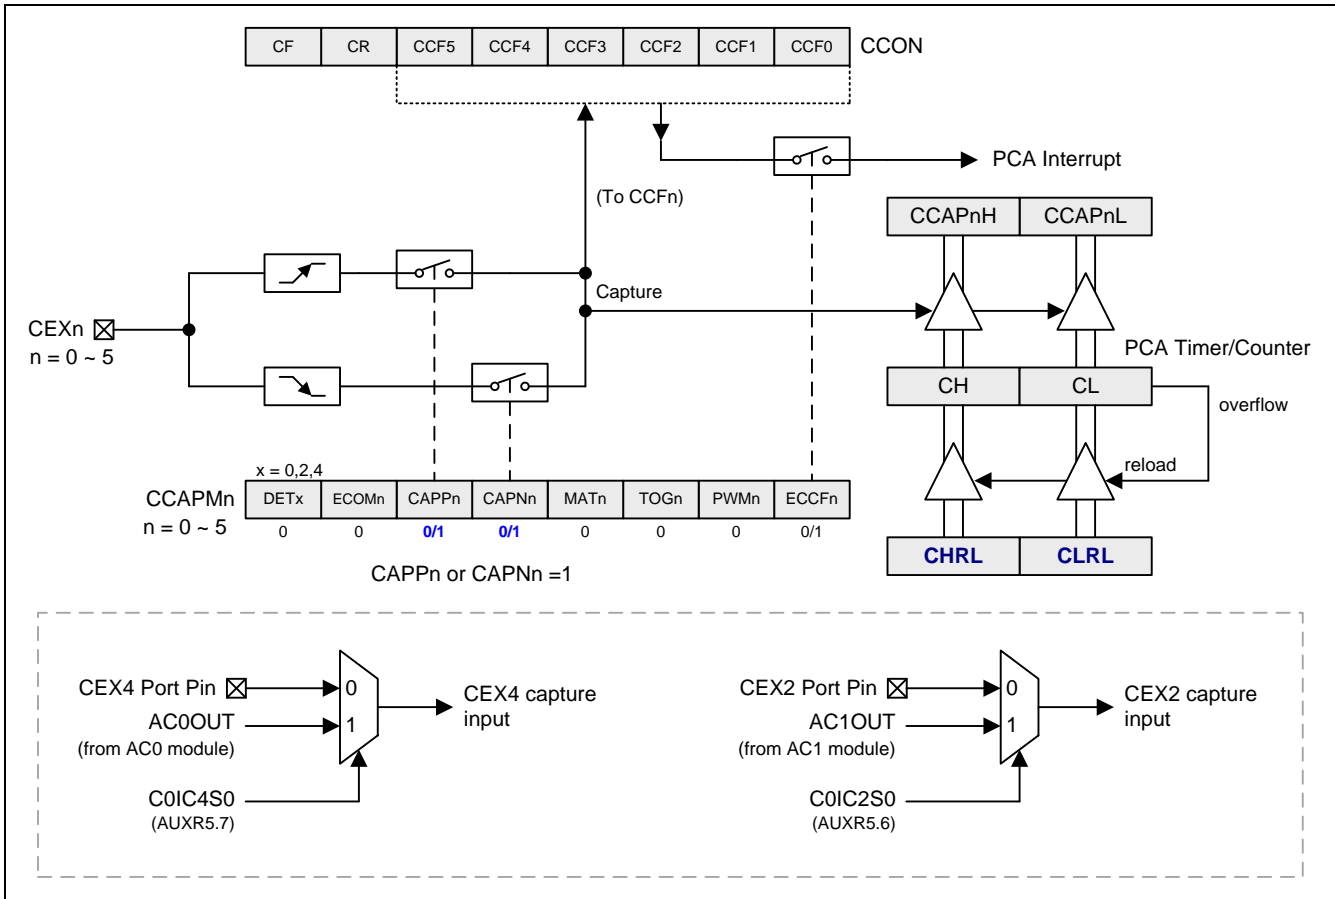 CF CR CCF5 CCF4 CCF3 CCF2 CCF1 CCF0 CCON
PCA Interrupt
(To CCFn)
CCAPnH CCAPnL
Capture
CEXn
n = 0 ~ 5
PCA Timer/Counter
CH CL
overflow
reload
x = 0,2,4
CCAPMn DETx ECOMn CAPPn CAPNn MATn TOGn PWMn ECCFn
n = 0 ~ 5 0 0 0/1 0/1 0 0 0 0/1
CHRL CLRL
CAPPn or CAPNn =1
CEX4 Port Pin 0 CEX4 capture
input
AC0OUT 1
(from AC0 module)
C0IC4S0
(AUXR5.7)
CEX2 Port Pin 0 CEX2 capture
input
AC1OUT 1
(from AC1 module)
C0IC2S0
(AUXR5.6)